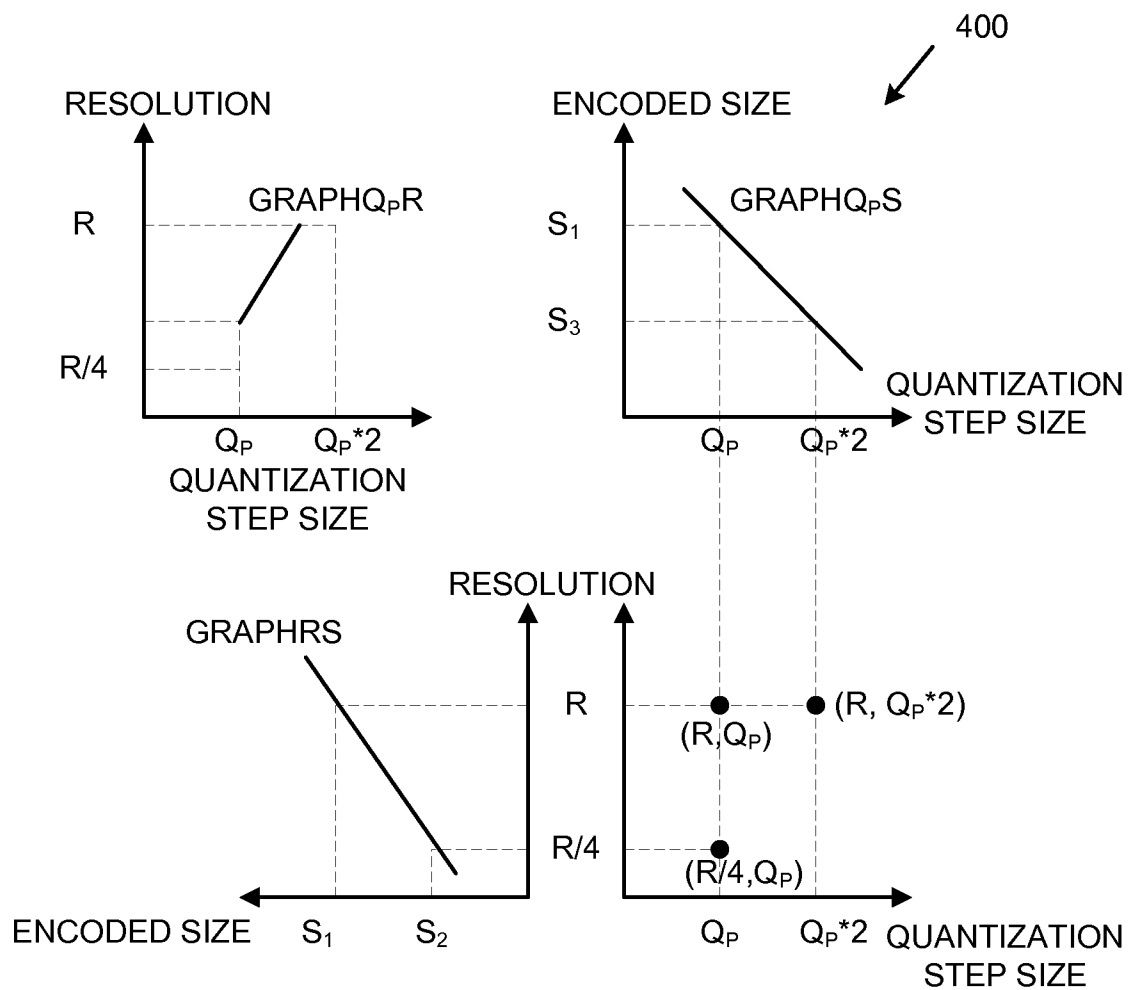 400
RESOLUTION
GRAPHQPR
R
R/4
QP
QP*2
QUANTIZATION
STEP SIZE
ENCODED SIZE
GRAPHQPS
S1
S3
QUANTIZATION
STEP SIZE
QP
QP*2
RESOLUTION
GRAPHRS
R
R/4
ENCODED SIZE
S1
S2
(R,QP)
(R, QP*2)
(R/4,QP)
QP
QP*2
QUANTIZATION
STEP SIZE